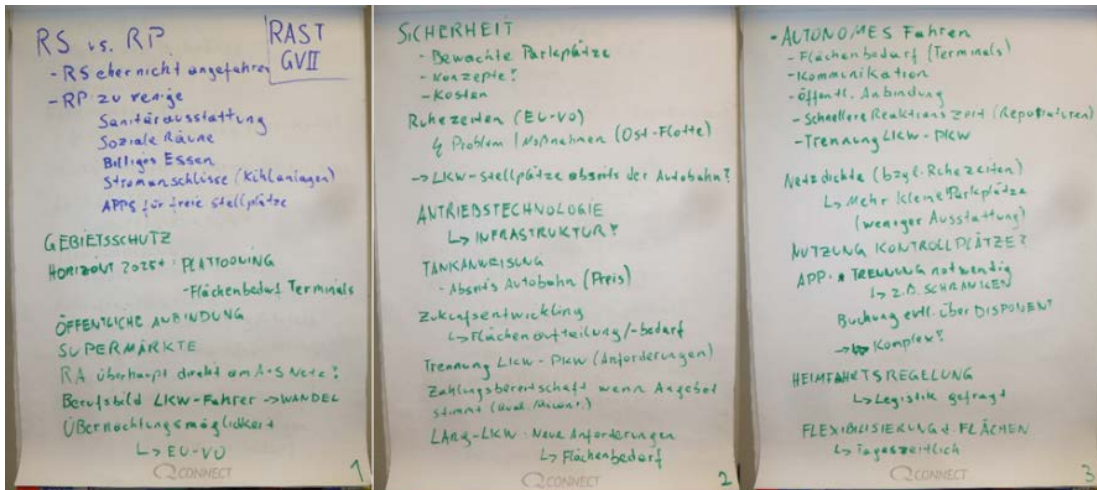 RS vs. RP
RAST
GVII
- RS eher nicht angefahren
- RP zu wenige
Sanitärausstattung
Soziale Räume
Billiges Essen
Stromanschlüsse (Kühlanlagen)
APPS für freie Stellplätze
GEBIETSSCHUTZ
HORIZONT 2025+: PLATTOONING
- Flächenbedarf Terminals
ÖFFENTLICHE ANBINDUNG
SUPERMÄRKTE
RA überhaupt direkt am A+S Netz?
Berufsbild LKW-Fahrer -> WANDEL
Übernachtungsmöglichkeit
↳ EU-VO
Q CONNECT
1
SICHERHEIT
- Bewachte Parkplätze
- Konzepte?
- Kosten
Ruhezeiten (EU-VO)
↳ Problem / Maßnahmen (Ost-Flotte)
-> LKW-Stellplätze abseits der Autobahn?
ANTRIEBSTECHNOLOGIE
↳ INFRASTRUKTUR?
TANKANWEISUNG
- Abseits Autobahn (Preis)
Zukunftsentwicklung
↳ Flächenaufteilung/-bedarf
Trennung LKW - PKW (Anforderungen)
Zahlungsbereitschaft wenn Angebot
stimmt
LANG-LKW: Neue Anforderungen
↳ Flächenbedarf
Q CONNECT
2
- AUTONOMES Fahren
- Flächenbedarf (Terminals)
- Kommunikation
- Öffentl. Anbindung
- Schnellere Reaktionszeit (Reparaturen)
- Trennung LKW - PKW
Netzdichte (bzgl. Ruhezeiten)
↳ Mehr kleine Parkplätze
(weniger Ausstattung)
NUTZUNG KONTROLLPLÄTZE?
APP: TRENNUNG notwendig
↳ z.B. SCHRANKEN
Buchung evtl. über DISPONENT
-> Komplex?
HEIMFAHRTSREGELUNG
↳ Logistik gefragt
FLEXIBILISIERUNG d. FLÄCHEN
↳ Tageszeitlich
Q CONNECT
3